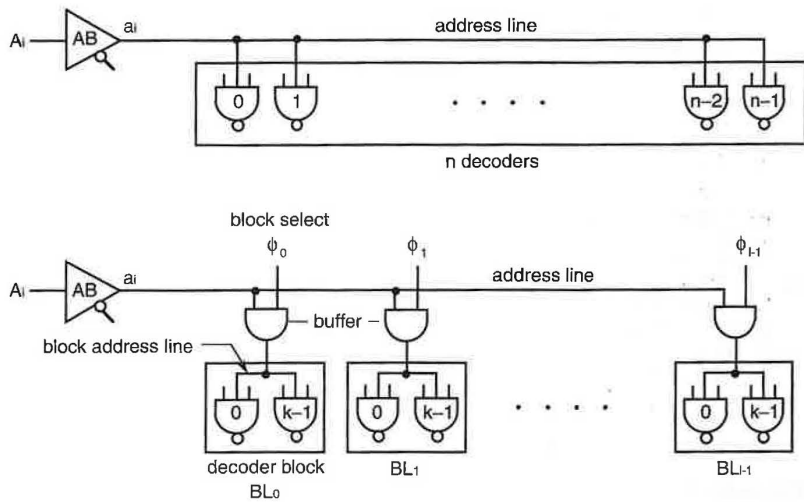 Ai AB ai address line
0 1 . . . . n–2 n–1
n decoders
block select
ϕ0 ϕ1 ϕl-1
Ai AB ai address line
buffer
block address line
0 k–1 0 k–1 . . . . 0 k–1
decoder block BL1 BLl-1
BL0